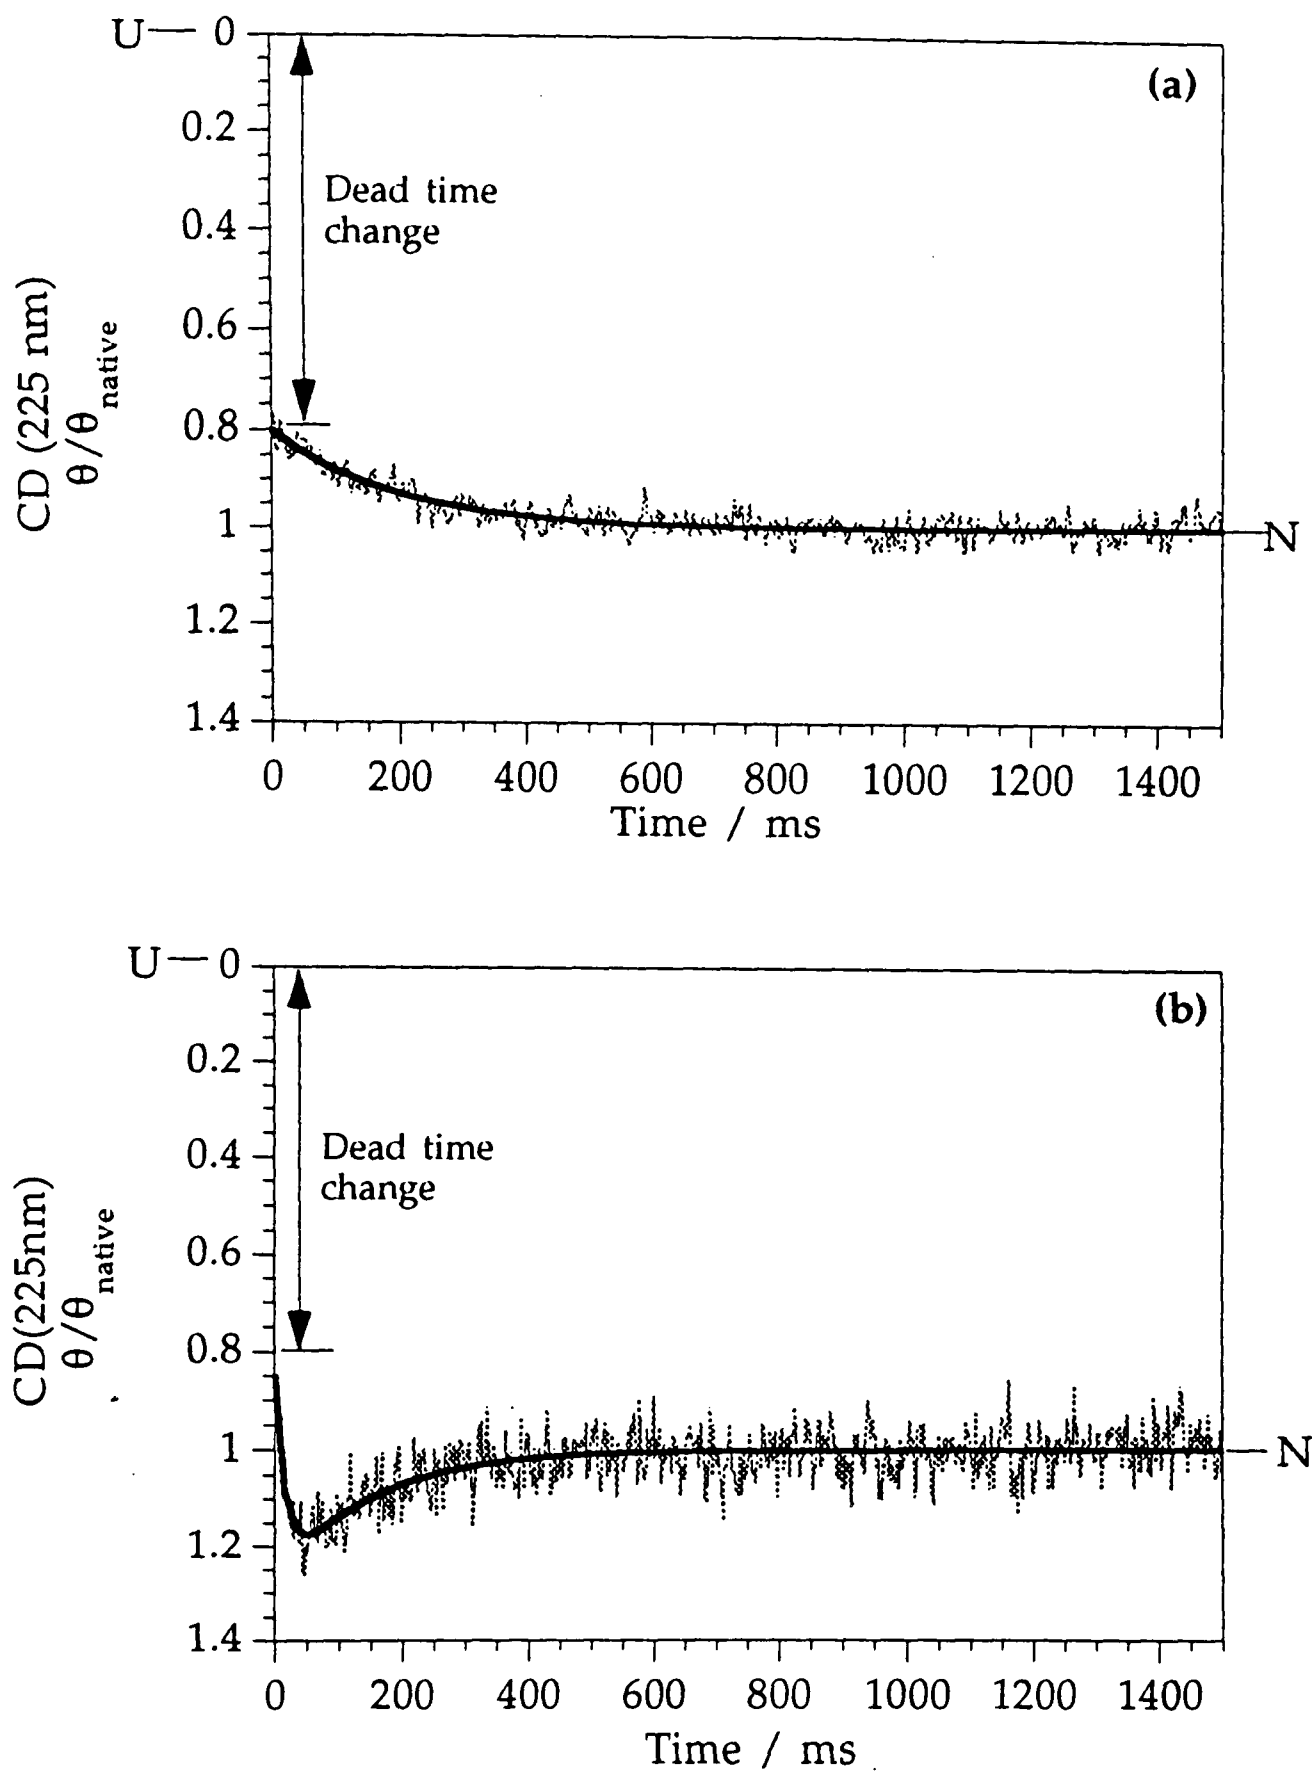 U— 0
(a)
0.2
Dead time
change
0.4
0.6
CD (225 nm)
θ/θnative
0.8
1
N
1.2
1.4
0 200 400 600 800 1000 1200 1400
Time / ms
U— 0
(b)
0.2
Dead time
change
0.4
0.6
CD(225nm)
θ/θnative
0.8
1
N
1.2
1.4
0 200 400 600 800 1000 1200 1400
Time / ms